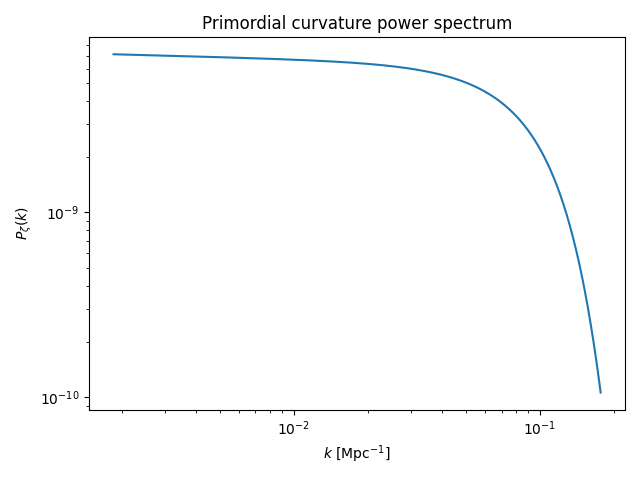 Primordial curvature power spectrum
10⁻⁹
10⁻¹⁰
P_ζ(k)
10⁻²
10⁻¹
k [Mpc⁻¹]